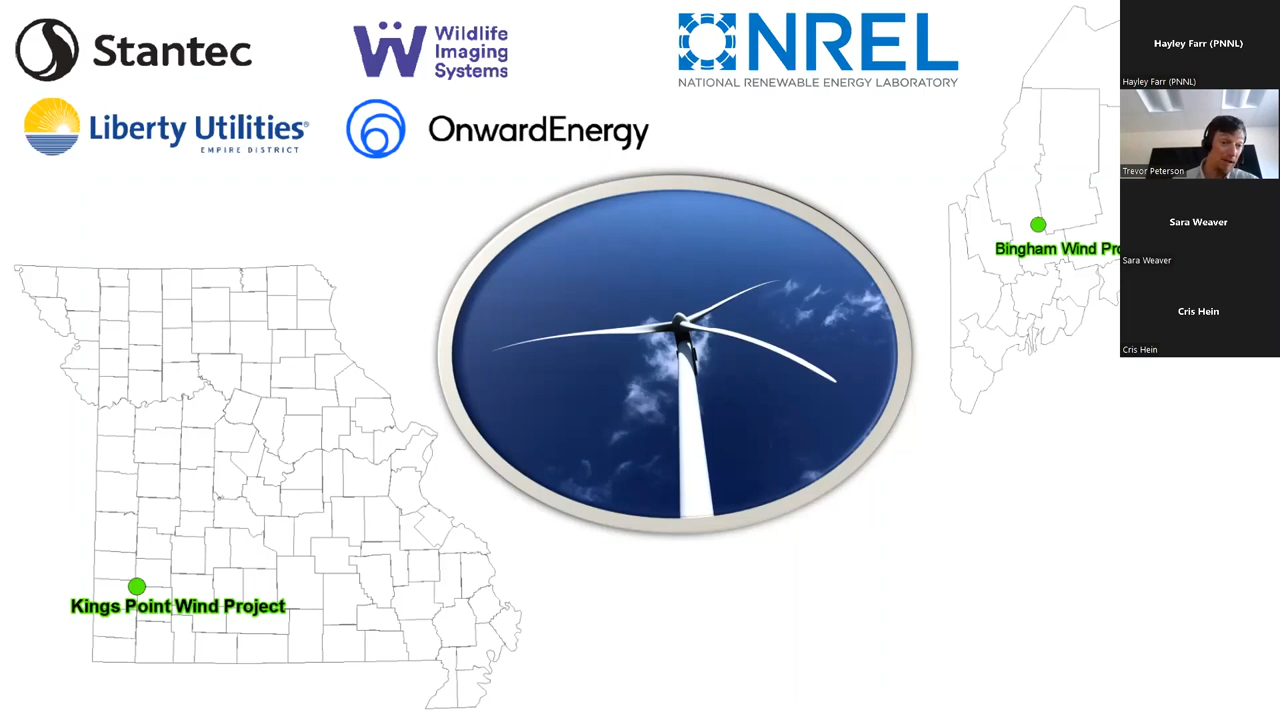 Stantec
Wildlife
Imaging
Systems
NREL
NATIONAL RENEWABLE ENERGY LABORATORY
Liberty Utilities®
EMPIRE DISTRICT
OnwardEnergy
Bingham Wind Pro
Kings Point Wind Project
Hayley Farr (PNNL)
Hayley Farr (PNNL)
Trevor Peterson
Sara Weaver
Sara Weaver
Cris Hein
Cris Hein